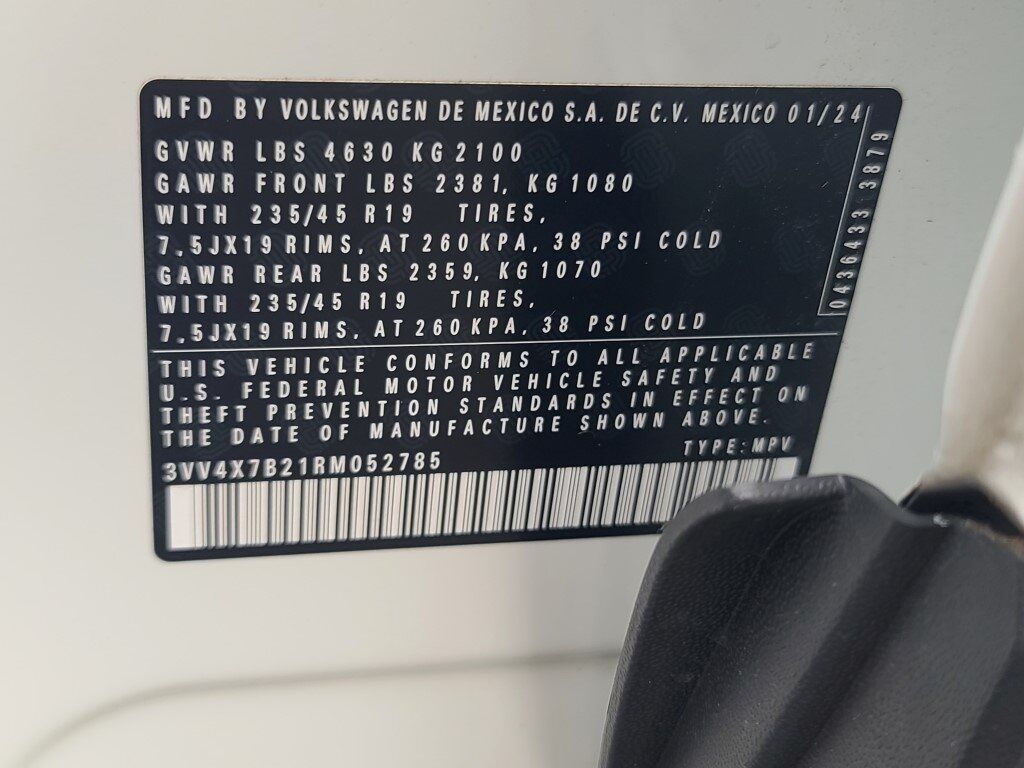 MFD BY VOLKSWAGEN DE MEXICO S.A. DE C.V. MEXICO 01/24
GVWR LBS 4630 KG 2100
GAWR FRONT LBS 2381, KG 1080
WITH 235/45 R19 TIRES,
7.5JX19 RIMS, AT 260 KPA, 38 PSI COLD
GAWR REAR LBS 2359, KG 1070
WITH 235/45 R19 TIRES,
7.5JX19 RIMS, AT 260 KPA, 38 PSI COLD
0436433 3879
THIS VEHICLE CONFORMS TO ALL APPLICABLE
U.S. FEDERAL MOTOR VEHICLE SAFETY AND
THEFT PREVENTION STANDARDS IN EFFECT ON
THE DATE OF MANUFACTURE SHOWN ABOVE.
3VV4X7B21RM052785 TYPE: MPV